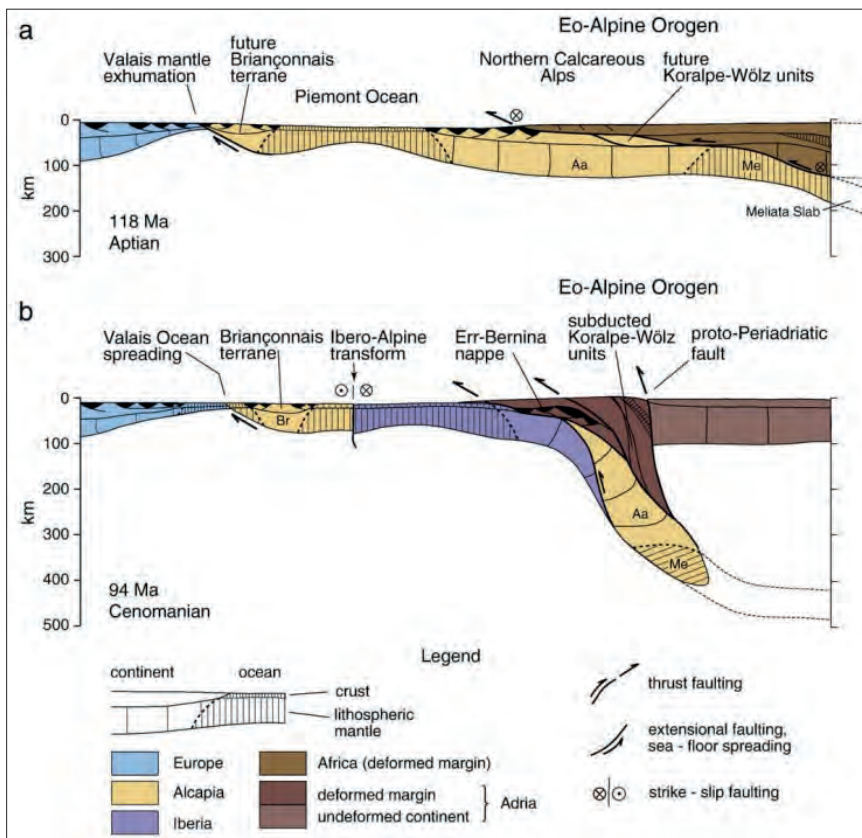 a
Eo-Alpine Orogen
Valais mantle
exhumation
future
Briançonnais
terrane
Piemont Ocean
Northern Calcareous
Alps
future
Koralpe-Wölz units
0
100
200
300
km
Aa
Me
Meliata Slab
118 Ma
Aptian
b
Eo-Alpine Orogen
Valais Ocean
spreading
Briançonnais
terrane
Ibero-Alpine
transform
Err-Bernina
nappe
subducted
Koralpe-Wölz
units
proto-Periadriatic
fault
0
100
200
300
400
500
km
Br
Aa
Me
94 Ma
Cenomanian
Legend
continent
ocean
crust
lithospheric
mantle
thrust faulting
extensional faulting,
sea - floor spreading
strike - slip faulting
Europe
Alcapia
Iberia
Africa (deformed margin)
deformed margin
undeformed continent
Adria